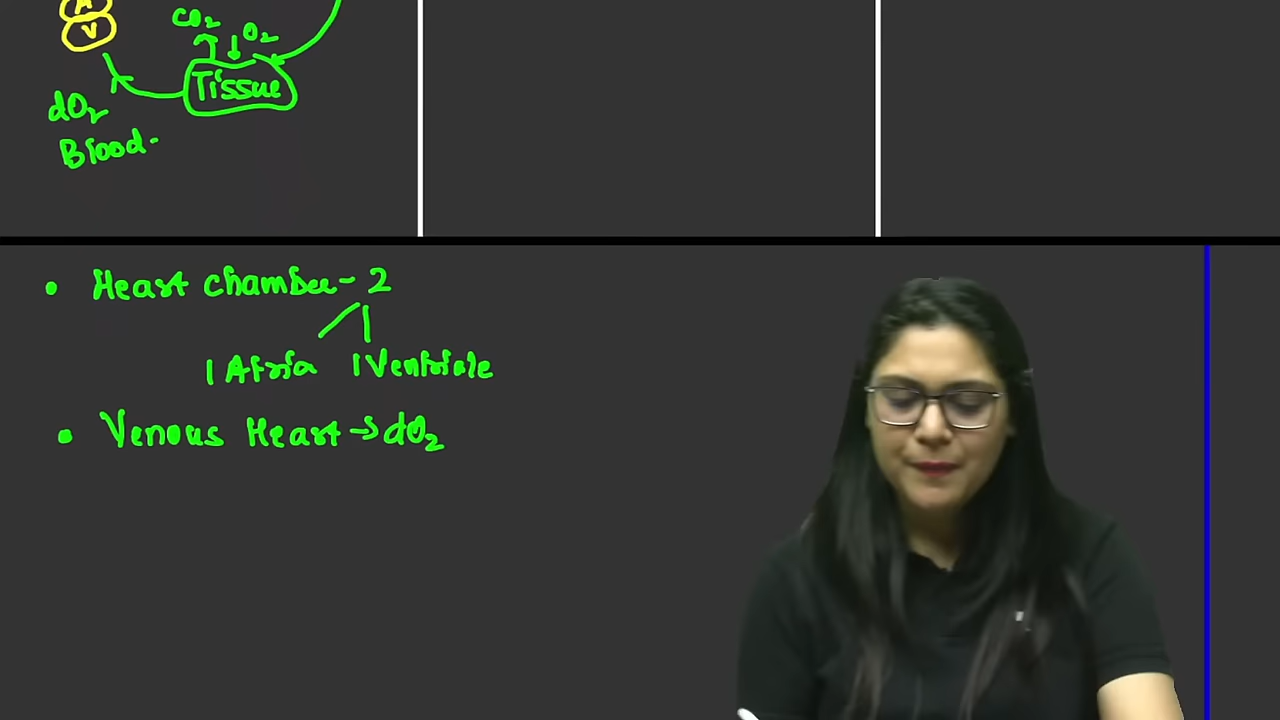 A
V
CO2
O2
Tissue
dO2
Blood
• Heart chamber - 2
1 Atria 1 Ventricle
• Venous Heart → dO2